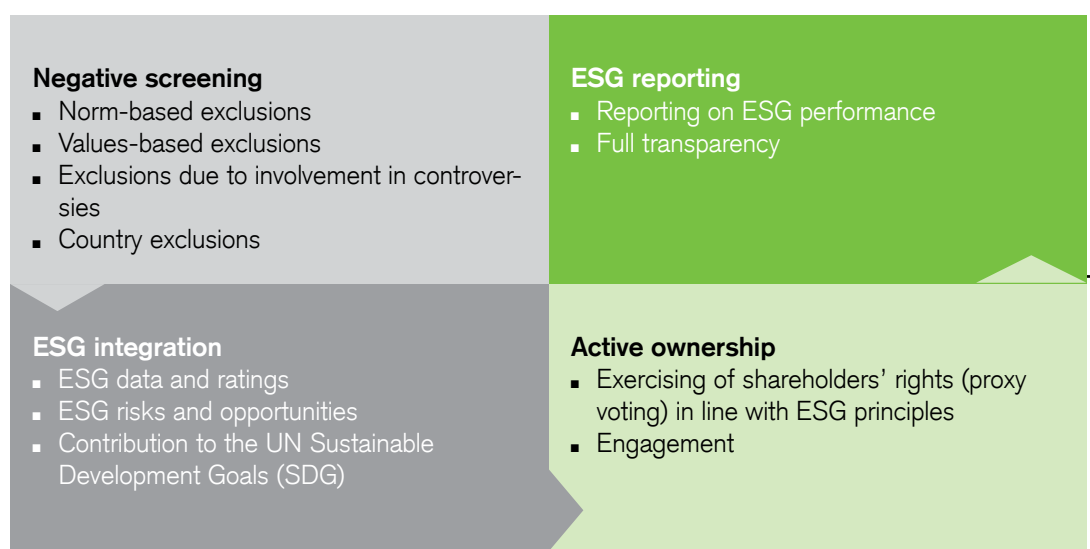 Negative screening
▪ Norm-based exclusions
▪ Values-based exclusions
▪ Exclusions due to involvement in controver-
sies
▪ Country exclusions
ESG reporting
▪ Reporting on ESG performance
▪ Full transparency
ESG integration
▪ ESG data and ratings
▪ ESG risks and opportunities
▪ Contribution to the UN Sustainable
Development Goals (SDG)
Active ownership
▪ Exercising of shareholders’ rights (proxy
voting) in line with ESG principles
▪ Engagement